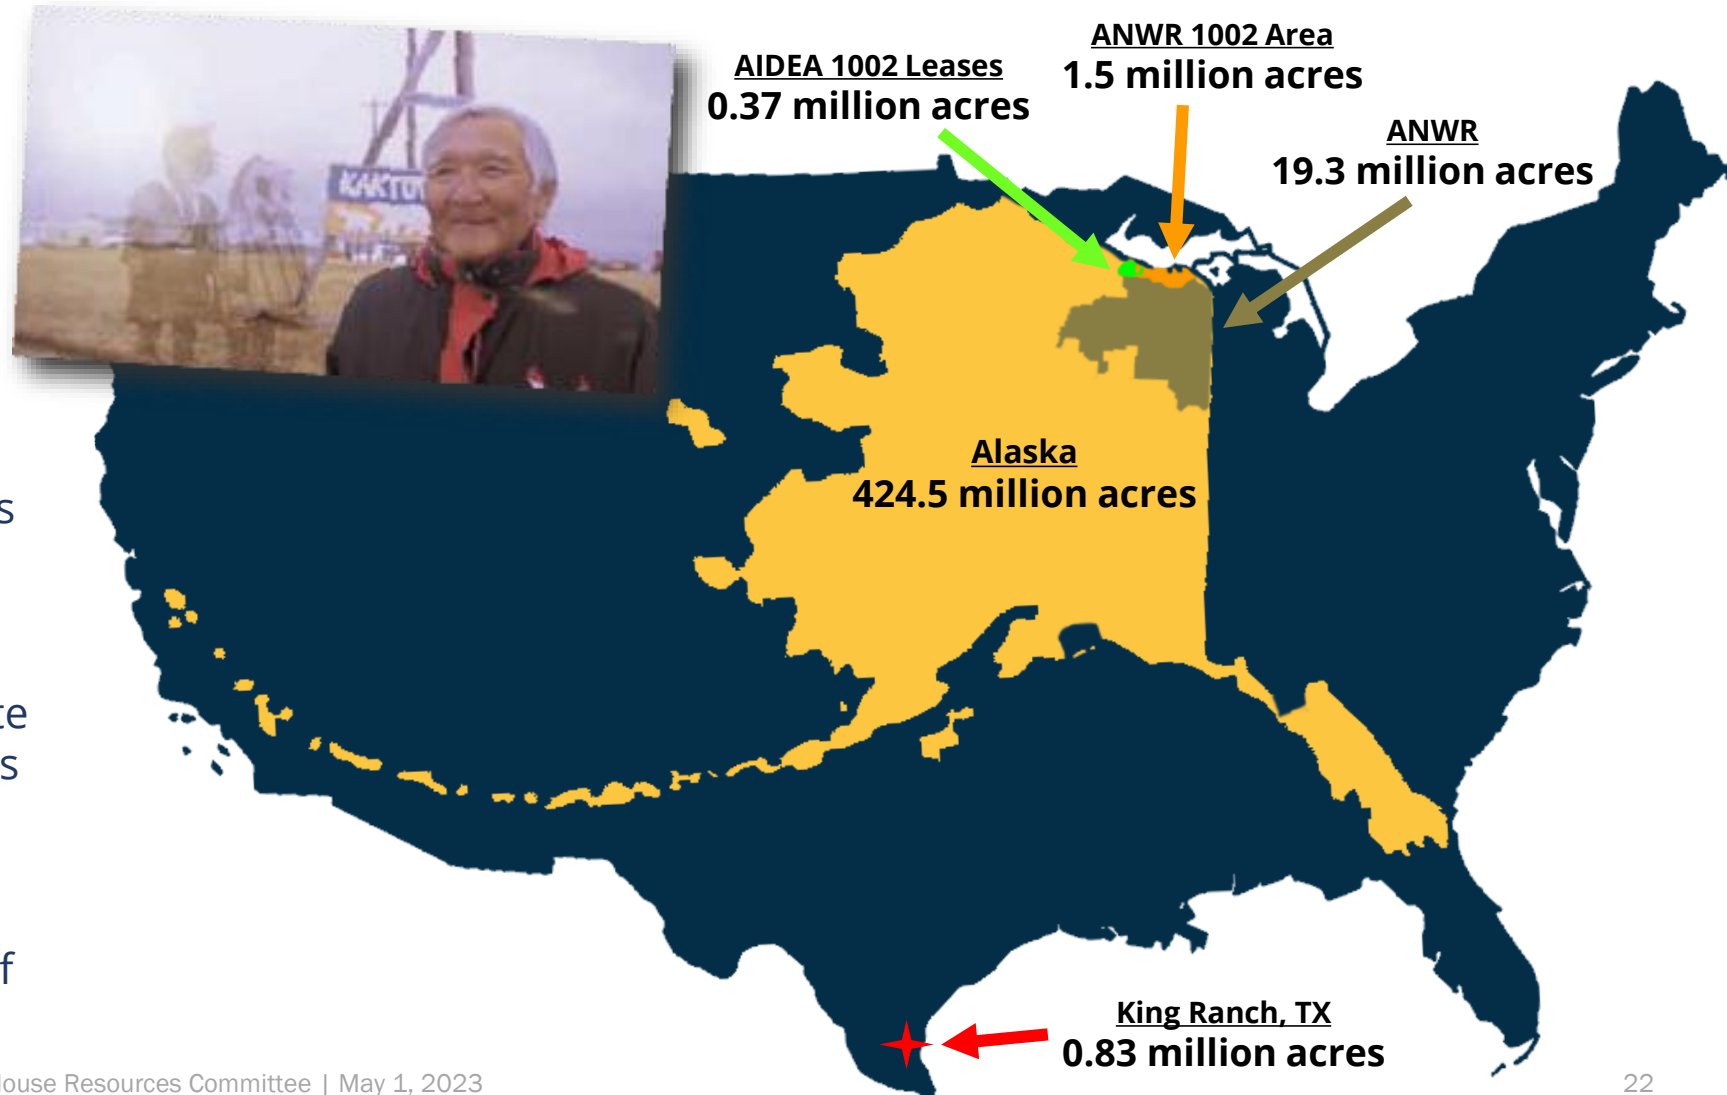 ANWR 1002 Area
1.5 million acres
AIDEA 1002 Leases
0.37 million acres
ANWR
19.3 million acres
Alaska
424.5 million acres
King Ranch, TX
0.83 million acres
House Resources Committee | May 1, 2023
22